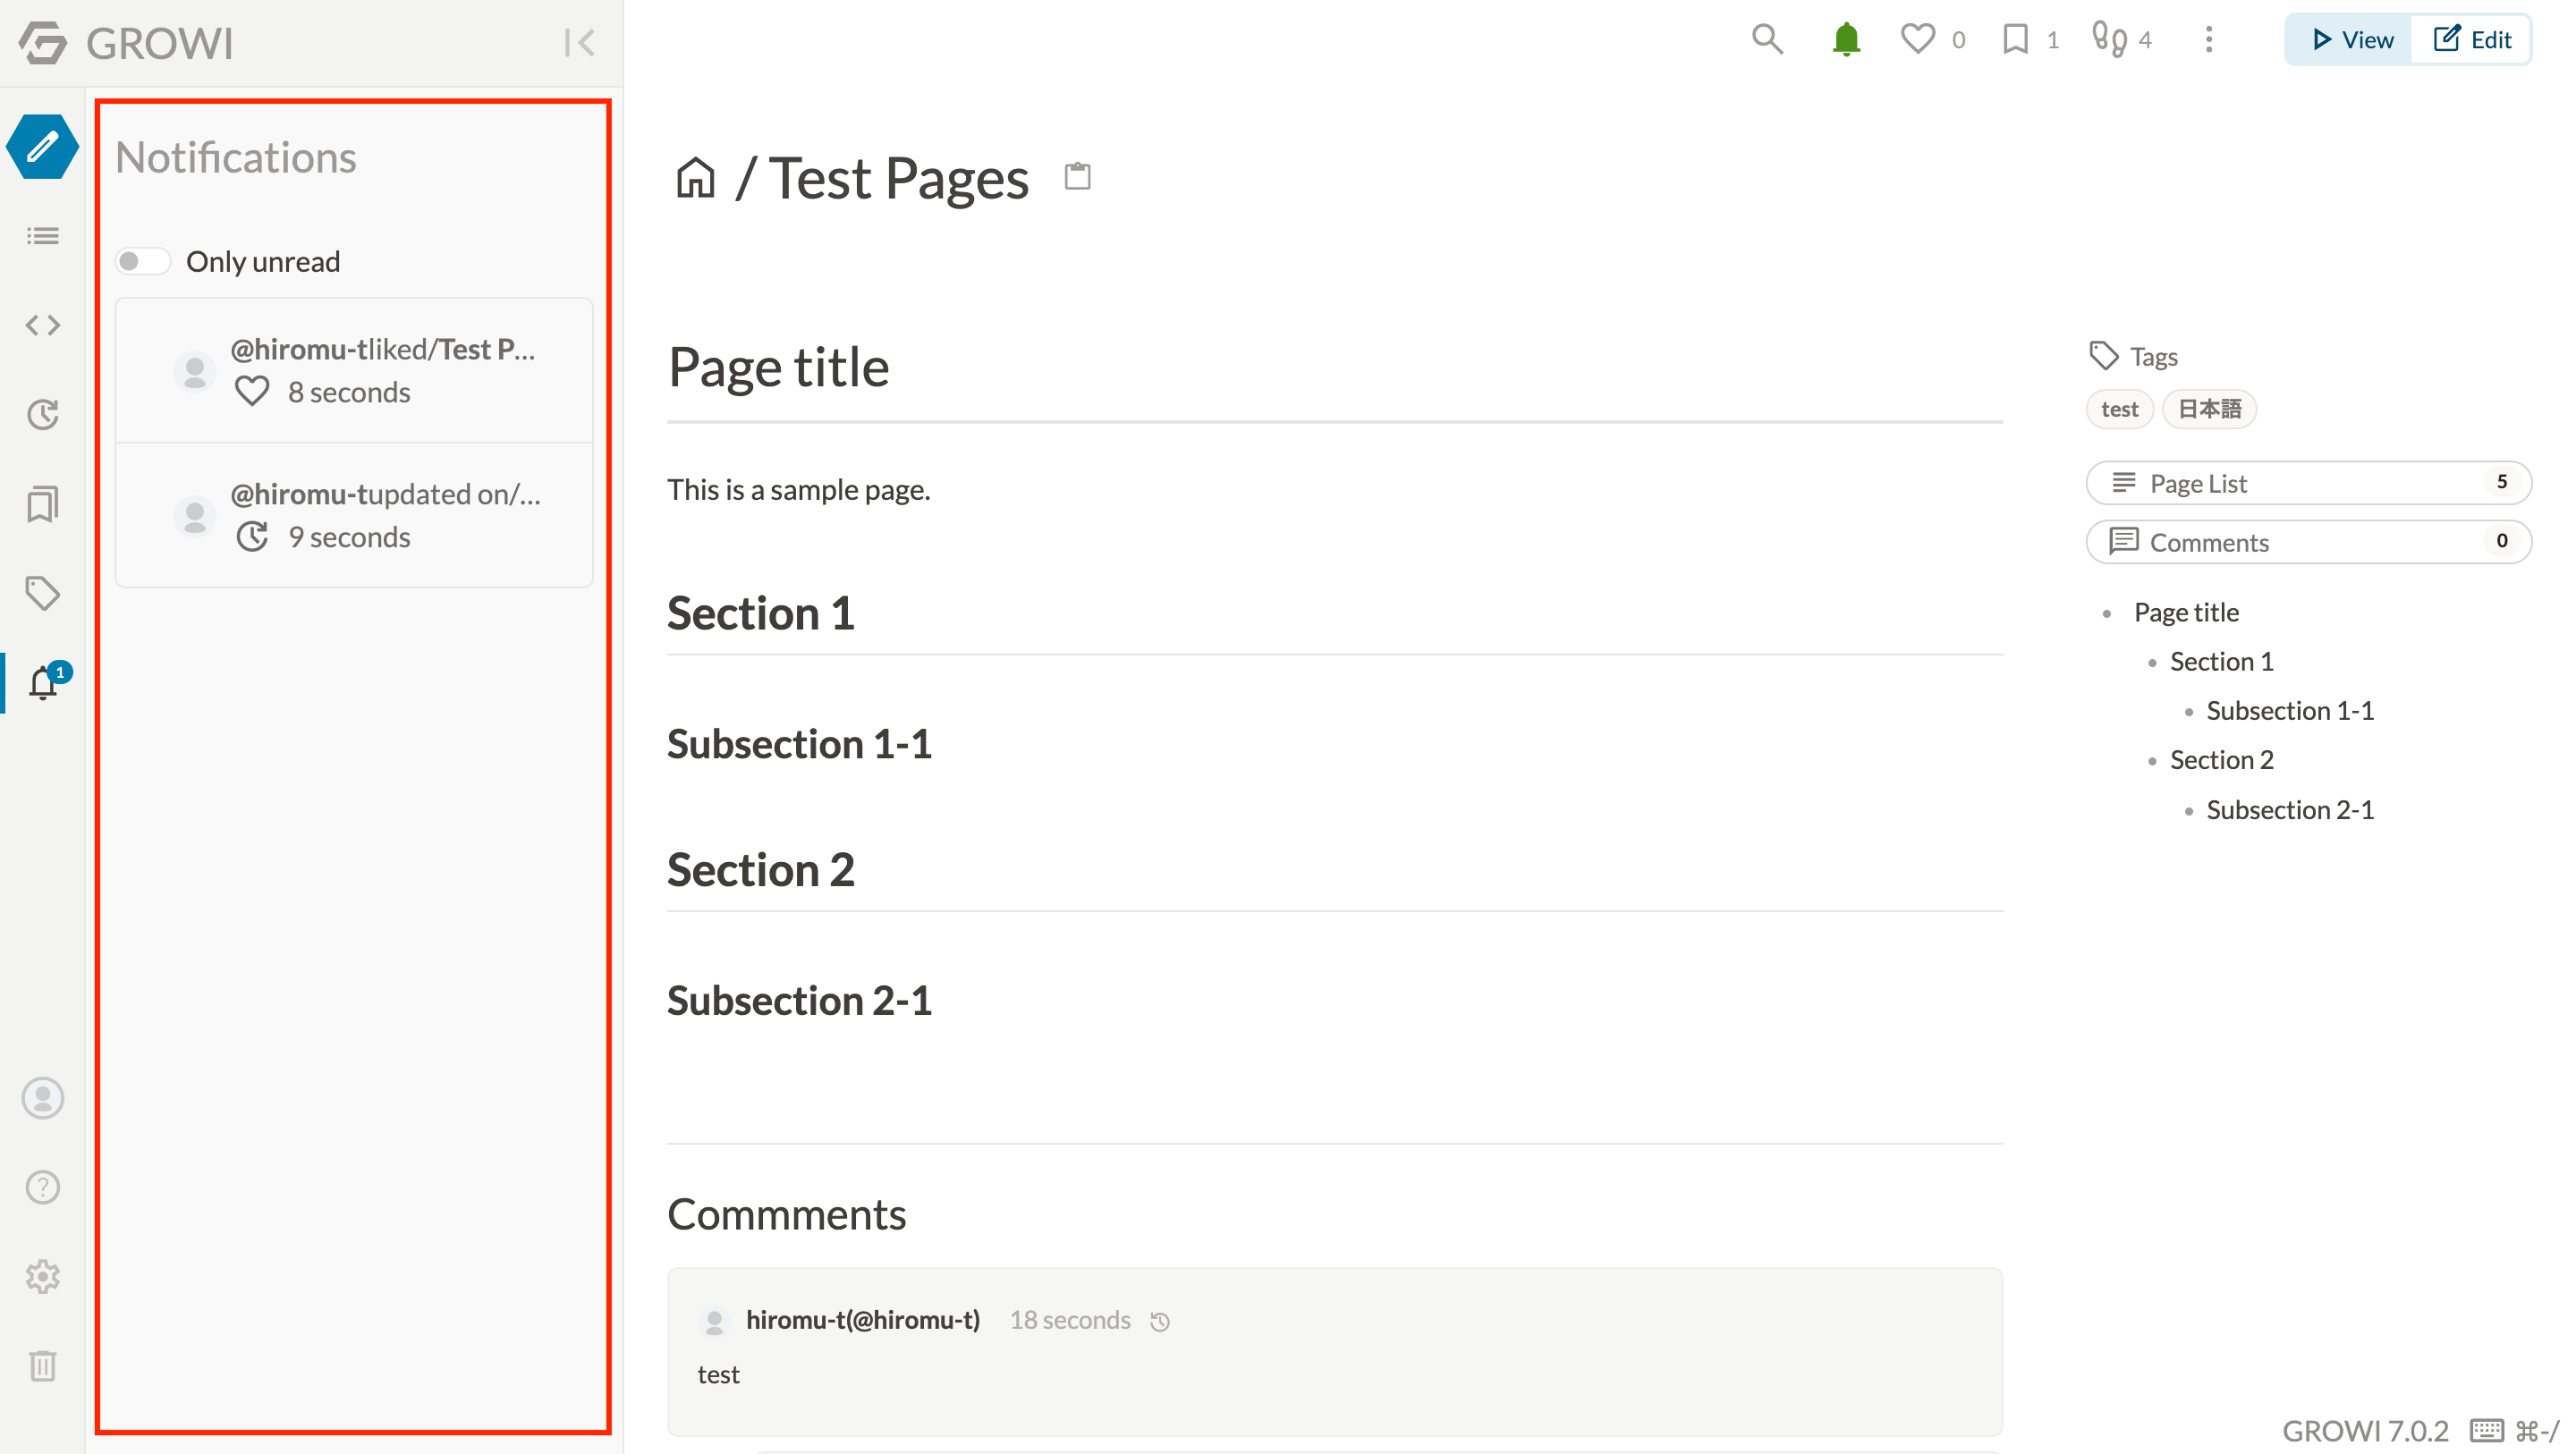 GROWI
0
1
4
View
Edit
Notifications
Only unread
@hiromu-tliked/Test P...
8 seconds
@hiromu-tupdated on/...
9 seconds
1
/ Test Pages
Page title
This is a sample page.
Section 1
Subsection 1-1
Section 2
Subsection 2-1
Commments
hiromu-t(@hiromu-t) 18 seconds
test
Tags
test 日本語
Page List 5
Comments 0
Page title
Section 1
Subsection 1-1
Section 2
Subsection 2-1
GROWI 7.0.2 ⌘-/